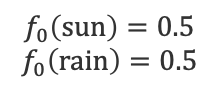 f₀(sun) = 0.5
f₀(rain) = 0.5